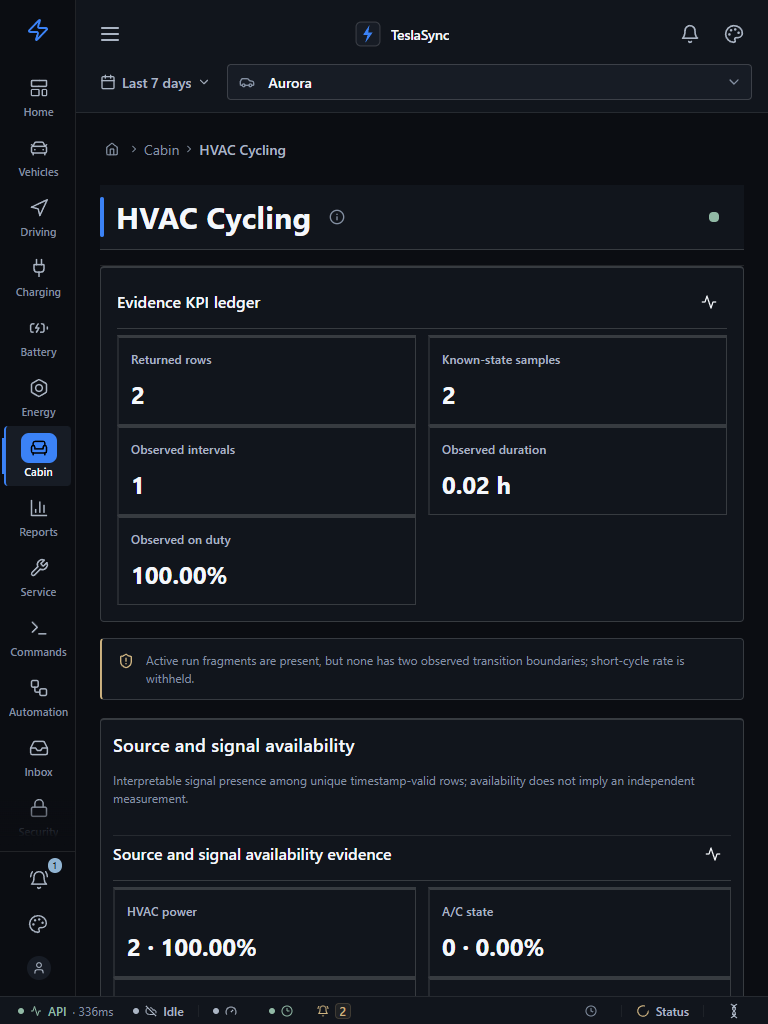 TeslaSync
Last 7 days
Aurora
Home
Vehicles
Driving
Charging
Battery
Energy
Cabin
Reports
Service
Commands
Automation
Inbox
Security
1
Cabin
HVAC Cycling
HVAC Cycling
Evidence KPI ledger
Returned rows
2
Known-state samples
2
Observed intervals
1
Observed duration
0.02 h
Observed on duty
100.00%
Active run fragments are present, but none has two observed transition boundaries; short-cycle rate is
withheld.
Source and signal availability
Interpretable signal presence among unique timestamp-valid rows; availability does not imply an independent
measurement.
Source and signal availability evidence
HVAC power
2 · 100.00%
A/C state
0 · 0.00%
API · 336ms
Idle
2
Status